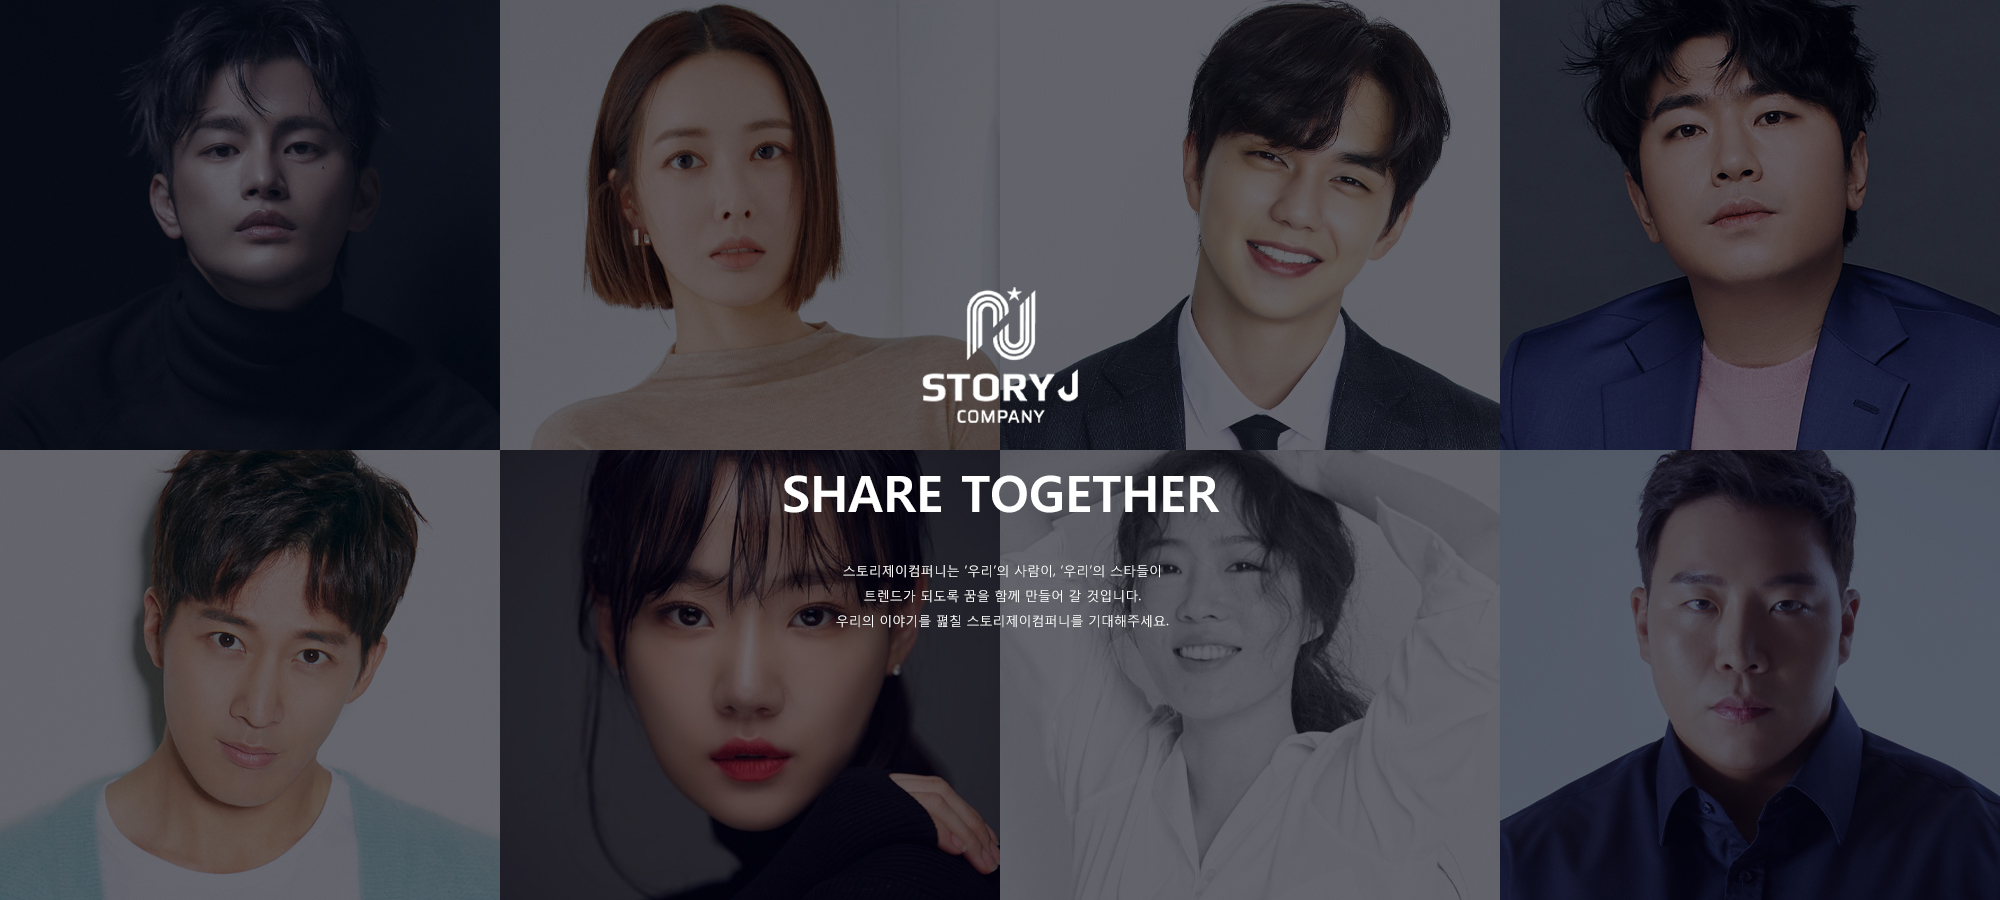 STORY J
COMPANY
SHARE TOGETHER
스토리제이컴퍼니는 ‘우리’의 사람이, ‘우리’의 스타들이
트렌드가 되도록 꿈을 함께 만들어 갈 것입니다.
우리의 이야기를 펼칠 스토리제이컴퍼니를 기대해주세요.